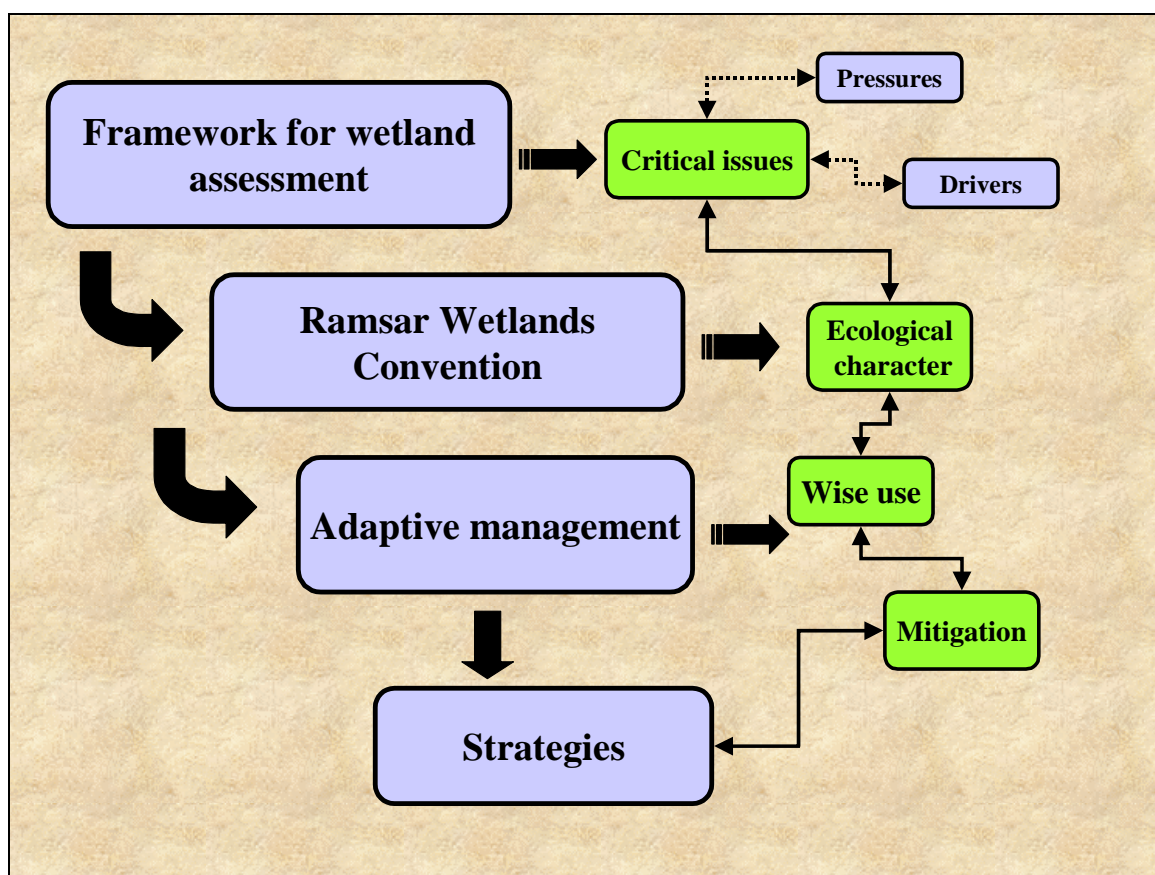 Pressures
Framework for wetland
assessment
Critical issues
Drivers
Ramsar Wetlands
Convention
Ecological
character
Adaptive management
Wise use
Mitigation
Strategies